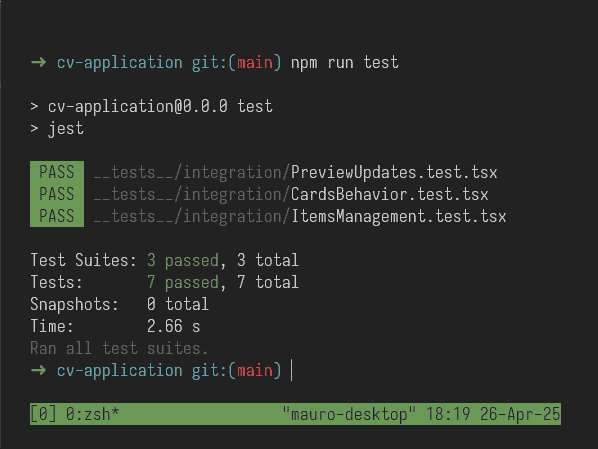 ➜ cv-application git:(main) npm run test
> cv-application@0.0.0 test
> jest
PASS __tests__/integration/PreviewUpdates.test.tsx
PASS __tests__/integration/CardsBehavior.test.tsx
PASS __tests__/integration/ItemsManagement.test.tsx
Test Suites: 3 passed, 3 total
Tests: 7 passed, 7 total
Snapshots: 0 total
Time: 2.66 s
Ran all test suites.
➜ cv-application git:(main)
[0] 0:zsh* "mauro-desktop" 18:19 26-Apr-25